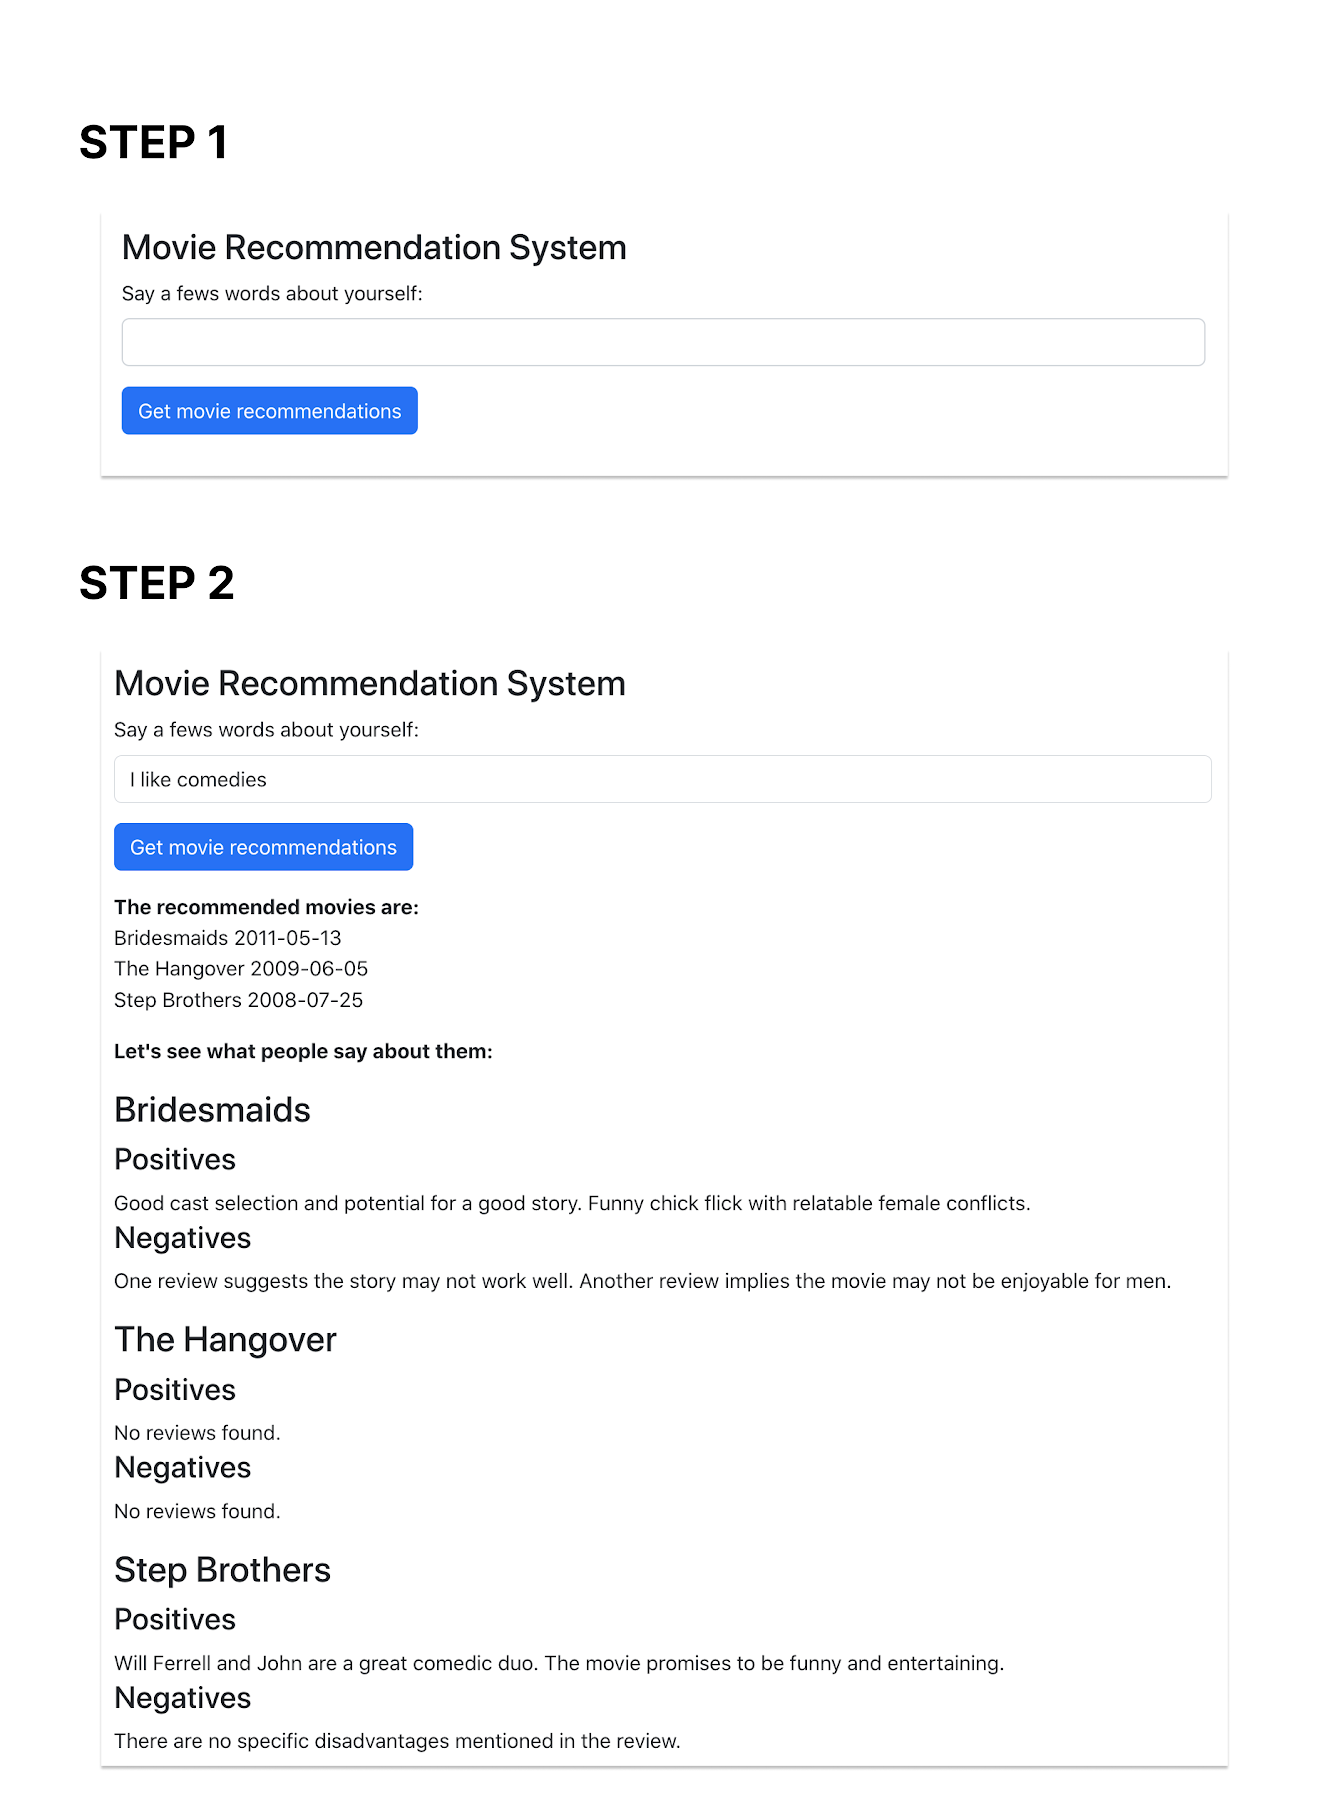 STEP 1
Movie Recommendation System
Say a fews words about yourself:
Get movie recommendations
STEP 2
Movie Recommendation System
Say a fews words about yourself:
I like comedies
Get movie recommendations
The recommended movies are:
Bridesmaids 2011-05-13
The Hangover 2009-06-05
Step Brothers 2008-07-25
Let's see what people say about them:
Bridesmaids
Positives
Good cast selection and potential for a good story. Funny chick flick with relatable female conflicts.
Negatives
One review suggests the story may not work well. Another review implies the movie may not be enjoyable for men.
The Hangover
Positives
No reviews found.
Negatives
No reviews found.
Step Brothers
Positives
Will Ferrell and John are a great comedic duo. The movie promises to be funny and entertaining.
Negatives
There are no specific disadvantages mentioned in the review.